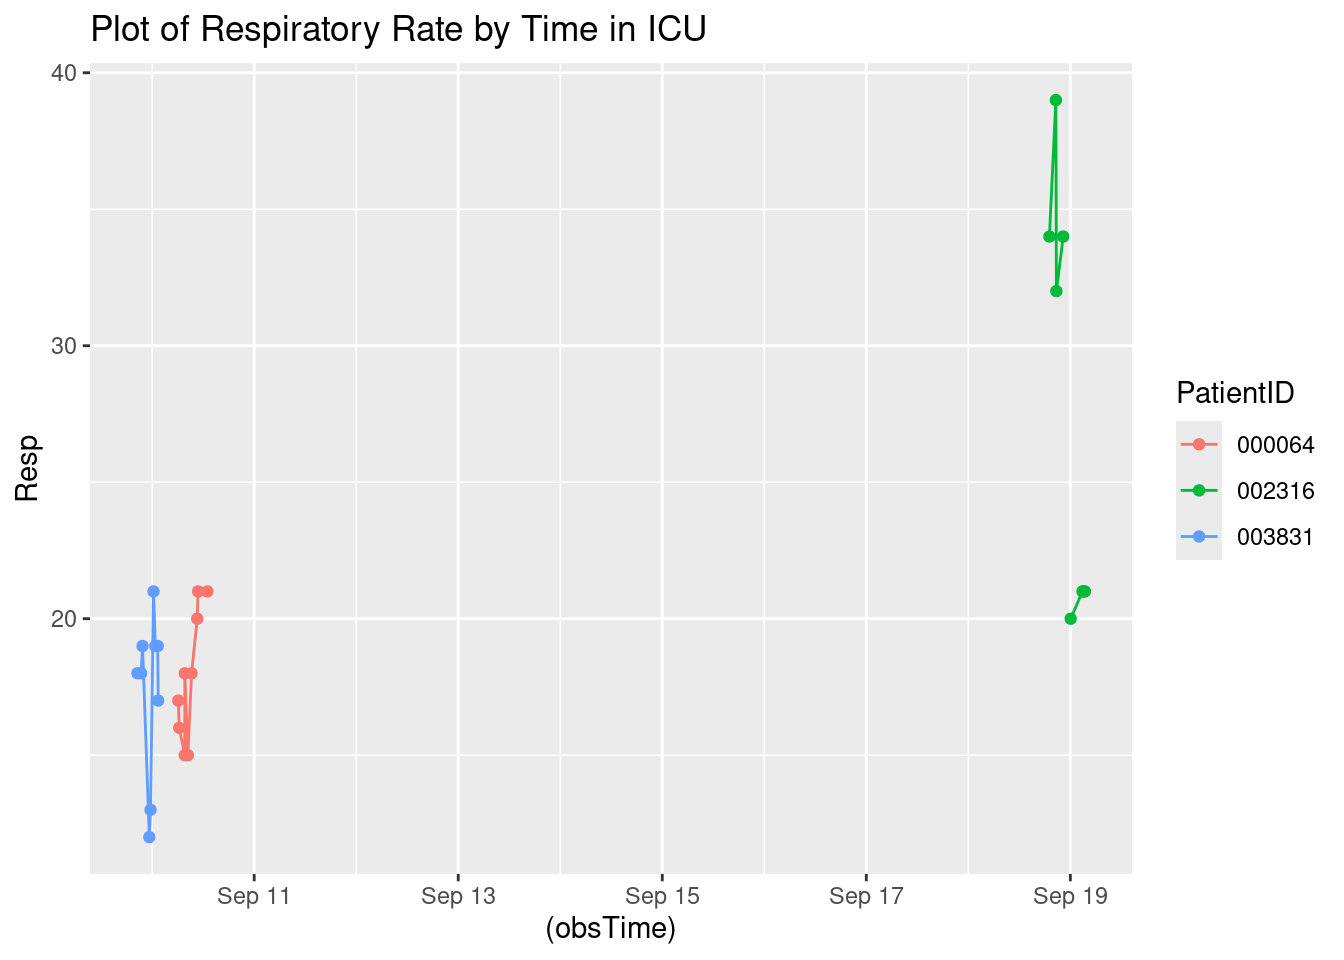 Plot of Respiratory Rate by Time in ICU
40
30
20
Resp
Sep 11 Sep 13 Sep 15 Sep 17 Sep 19
(obsTime)
PatientID
000064
002316
003831